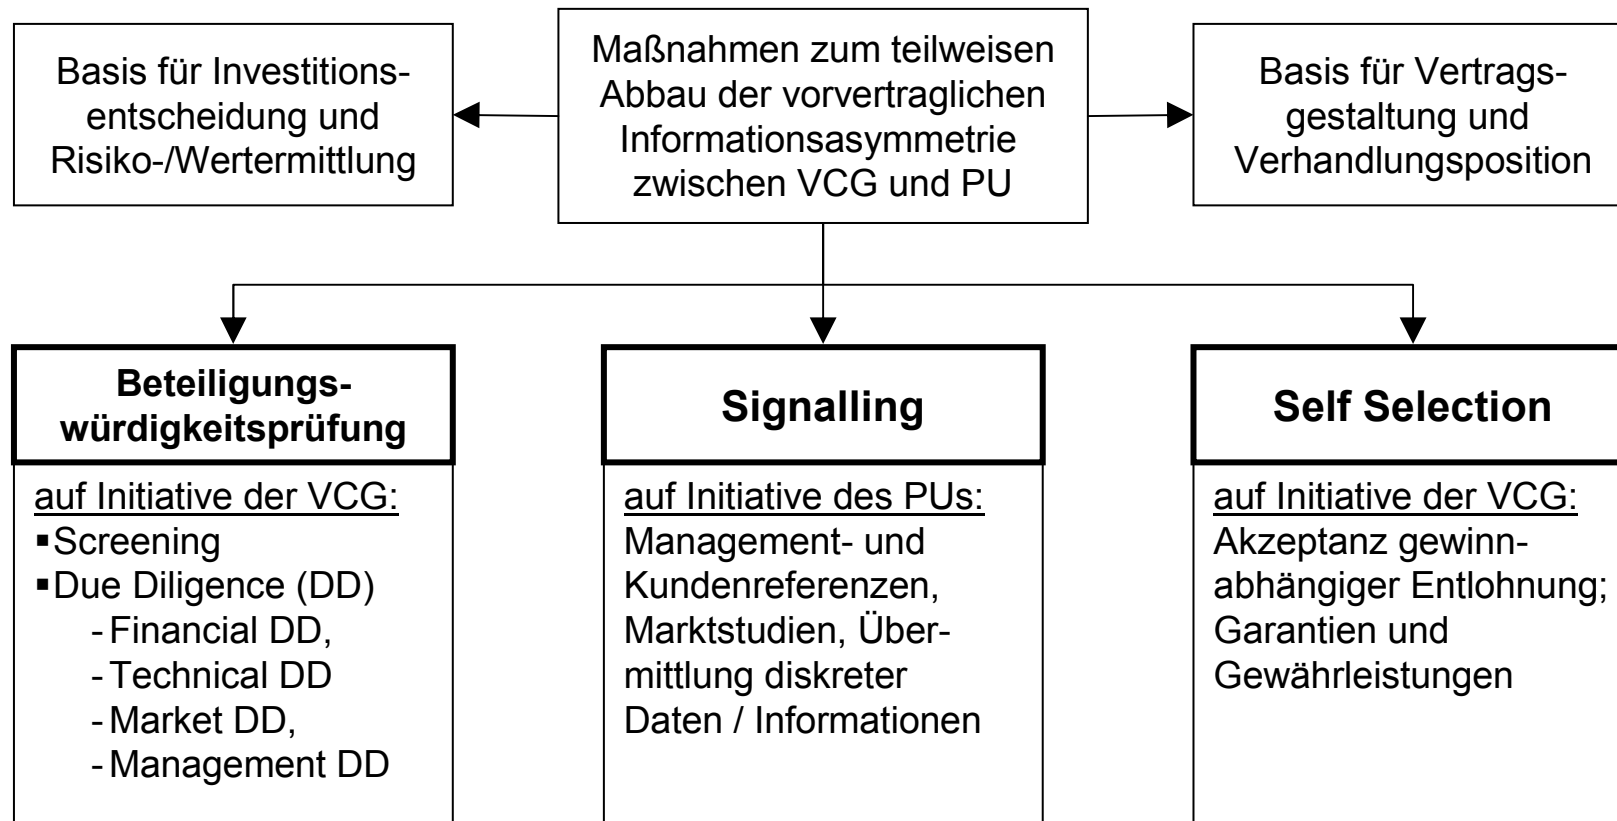 Basis für Investitions-
entscheidung und
Risiko-/Wertermittlung
Maßnahmen zum teilweisen
Abbau der vorvertraglichen
Informationsasymmetrie
zwischen VCG und PU
Basis für Vertrags-
gestaltung und
Verhandlungsposition
Beteiligungs-
würdigkeitsprüfung
auf Initiative der VCG:
▪Screening
▪Due Diligence (DD)
- Financial DD,
- Technical DD
- Market DD,
- Management DD
Signalling
auf Initiative des PUs:
Management- und
Kundenreferenzen,
Marktstudien, Über-
mittlung diskreter
Daten / Informationen
Self Selection
auf Initiative der VCG:
Akzeptanz gewinn-
abhängiger Entlohnung;
Garantien und
Gewährleistungen